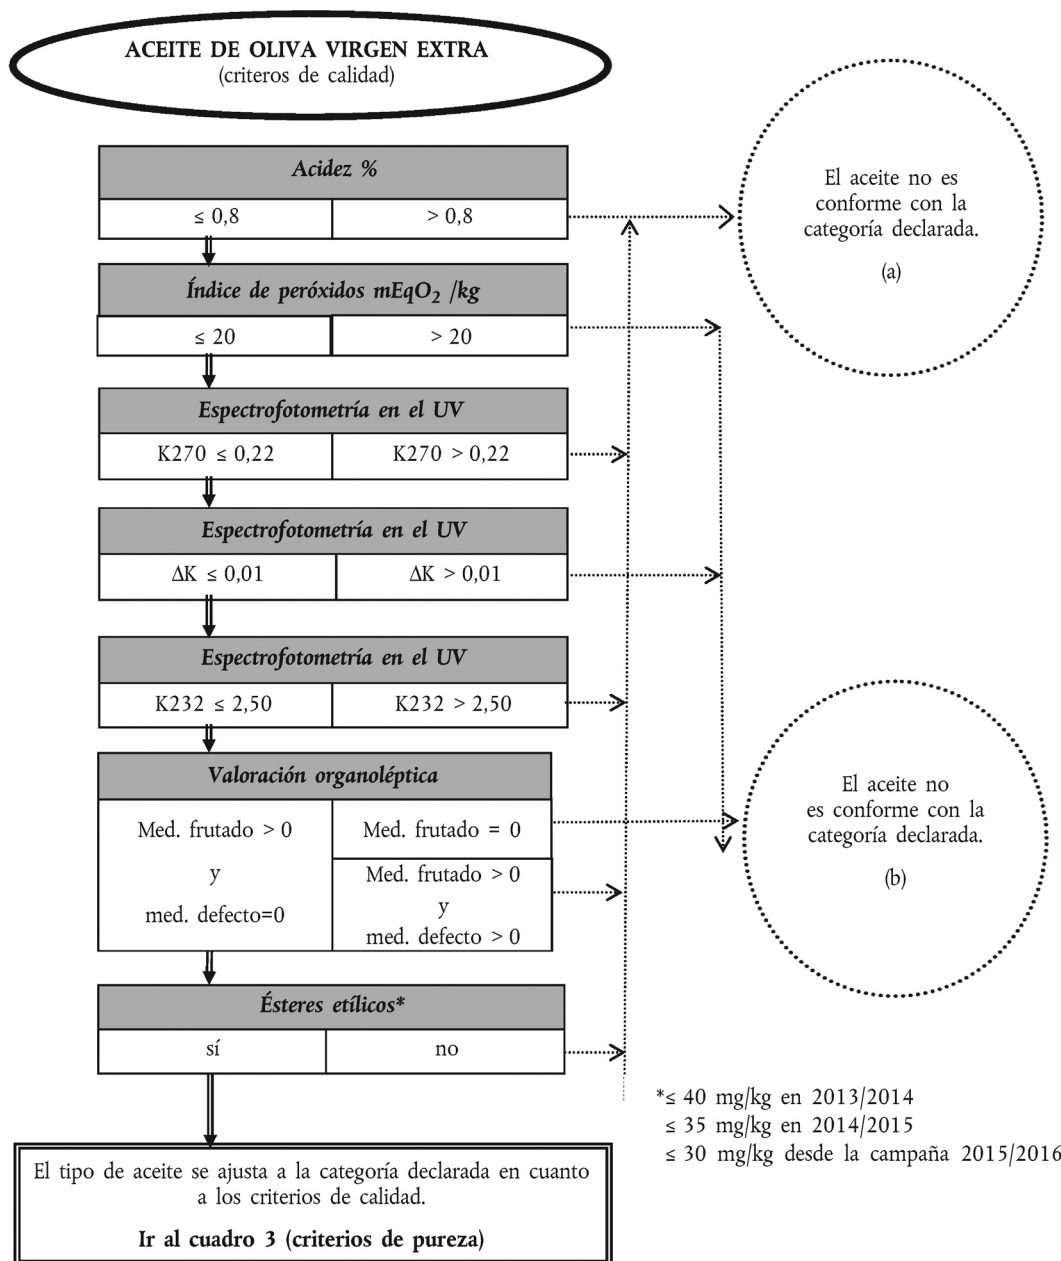 ACEITE DE OLIVA VIRGEN EXTRA
(criteros de calidad)
Acidez %
≤ 0,8
> 0,8
Índice de peróxidos mEqO₂ /kg
≤ 20
> 20
Espectrofotometría en el UV
K270 ≤ 0,22
K270 > 0,22
Espectrofotometría en el UV
ΔK ≤ 0,01
ΔK > 0,01
Espectrofotometría en el UV
K232 ≤ 2,50
K232 > 2,50
Valoración organoléptica
Med. frutado > 0
y
med. defecto=0
Med. frutado = 0
Med. frutado > 0
y
med. defecto > 0
Ésteres etílicos*
sí
no
El tipo de aceite se ajusta a la categoría declarada en cuanto
a los criterios de calidad.
Ir al cuadro 3 (criterios de pureza)
El aceite no es
conforme con la
categoría declarada.
(a)
El aceite no
es conforme con la
categoría declarada.
(b)
*≤ 40 mg/kg en 2013/2014
≤ 35 mg/kg en 2014/2015
≤ 30 mg/kg desde la campaña 2015/2016